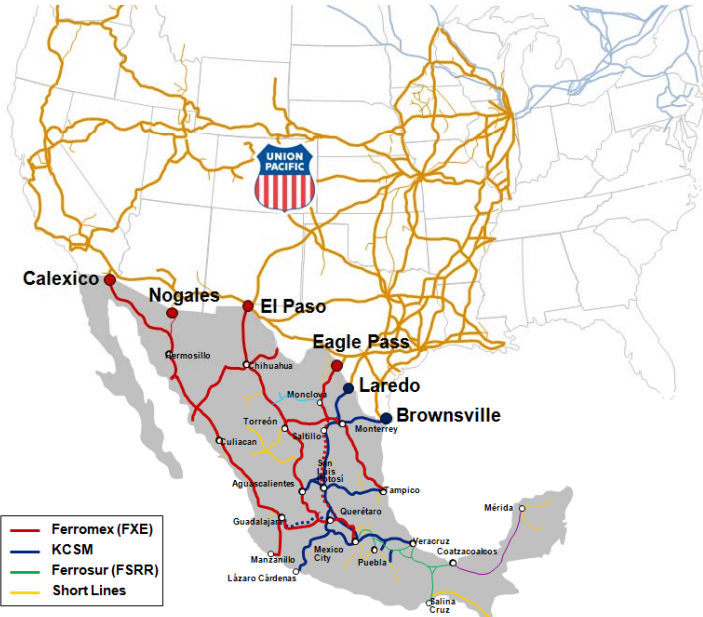 UNION
PACIFIC
Calexico
Nogales
El Paso
Eagle Pass
Laredo
Brownsville
Hermosillo
Chihuahua
Monclova
Torreón
Saltillo
Monterrey
Culiacan
San
Luis
Potosi
Aguascalientes
Tampico
Mérida
Querétaro
Guadalajara
Mexico
City
Veracruz
Coatzacoalcos
Puebla
Manzanillo
Lázaro Cárdenas
Salina
Cruz
Ferromex (FXE)
KCSM
Ferrosur (FSRR)
Short Lines